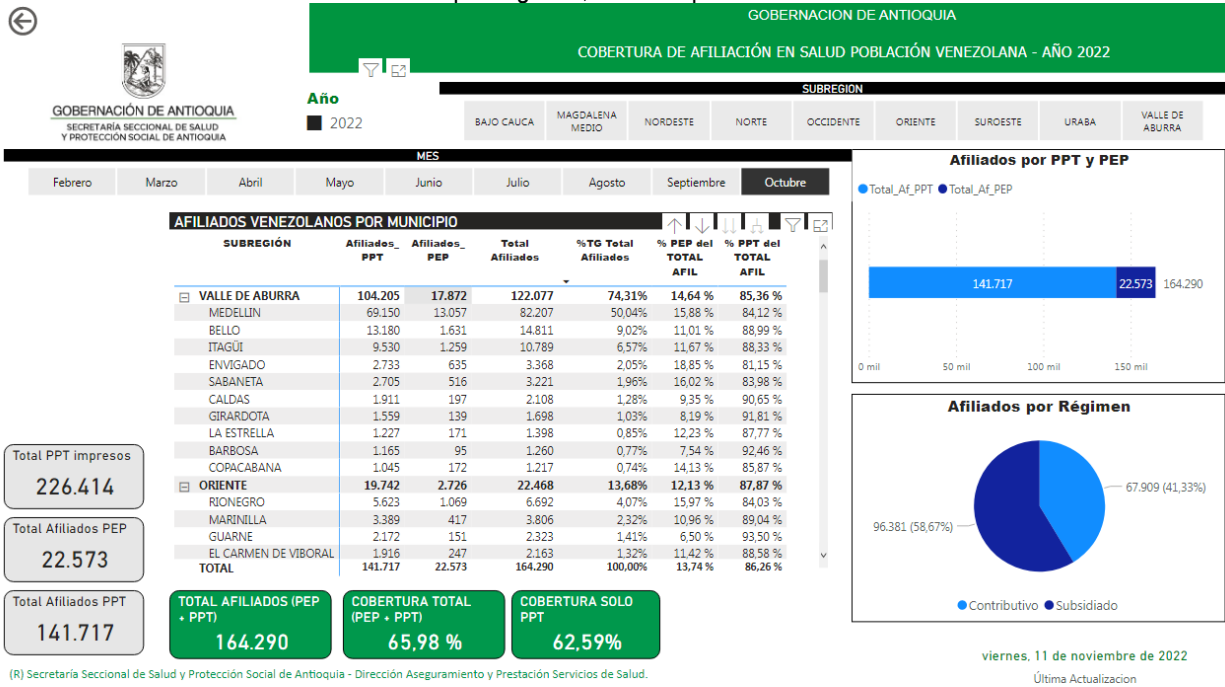 GOBERNACION DE ANTIOQUIA
COBERTURA DE AFILIACIÓN EN SALUD POBLACIÓN VENEZOLANA - AÑO 2022
GOBERNACIÓN DE ANTIOQUIA
SECRETARÍA SECCIONAL DE SALUD
Y PROTECCIÓN SOCIAL DE ANTIOQUIA
Año
2022
SUBREGION
BAJO CAUCA MAGDALENA MEDIO NORDESTE NORTE OCCIDENTE ORIENTE SUROESTE URABA VALLE DE ABURRA
MES
Febrero Marzo Abril Mayo Junio Julio Agosto Septiembre Octubre
AFILIADOS VENEZOLANOS POR MUNICIPIO
SUBREGIÓN Afiliados_PPT Afiliados_PEP Total Afiliados %TG Total Afiliados % PEP del TOTAL AFIL % PPT del TOTAL AFIL
VALLE DE ABURRA 104.205 17.872 122.077 74,31% 14,64 % 85,36 %
MEDELLIN 69.150 13.057 82.207 50,04% 15,88 % 84,12 %
BELLO 13.180 1.631 14.811 9,02% 11,01 % 88,99 %
ITAGÜI 9.530 1.259 10.789 6,57% 11,67 % 88,33 %
ENVIGADO 2.733 635 3.368 2,05% 18,85 % 81,15 %
SABANETA 2.705 516 3.221 1,96% 16,02 % 83,98 %
CALDAS 1.911 197 2.108 1,28% 9,35 % 90,65 %
GIRARDOTA 1.559 139 1.698 1,03% 8,19 % 91,81 %
LA ESTRELLA 1.227 171 1.398 0,85% 12,23 % 87,77 %
BARBOSA 1.165 95 1.260 0,77% 7,54 % 92,46 %
COPACABANA 1.045 172 1.217 0,74% 14,13 % 85,87 %
ORIENTE 19.742 2.726 22.468 13,68% 12,13 % 87,87 %
RIONEGRO 5.623 1.069 6.692 4,07% 15,97 % 84,03 %
MARINILLA 3.389 417 3.806 2,32% 10,96 % 89,04 %
GUARNE 2.172 151 2.323 1,41% 6,50 % 93,50 %
EL CARMEN DE VIBORAL 1.916 247 2.163 1,32% 11,42 % 88,58 %
TOTAL 141.717 22.573 164.290 100,00% 13,74 % 86,26 %
Afiliados por PPT y PEP
Total_Af_PPT Total_Af_PEP
141.717 22.573 164.290
0 mil 50 mil 100 mil 150 mil
Afiliados por Régimen
67.909 (41,33%)
96.381 (58,67%)
Contributivo Subsidiado
Total PPT impresos
226.414
Total Afiliados PEP
22.573
Total Afiliados PPT
141.717
TOTAL AFILIADOS (PEP + PPT)
164.290
COBERTURA TOTAL (PEP + PPT)
65,98 %
COBERTURA SOLO PPT
62,59%
viernes, 11 de noviembre de 2022
Última Actualizacion
(R) Secretaría Seccional de Salud y Protección Social de Antioquia - Dirección Aseguramiento y Prestación Servicios de Salud.